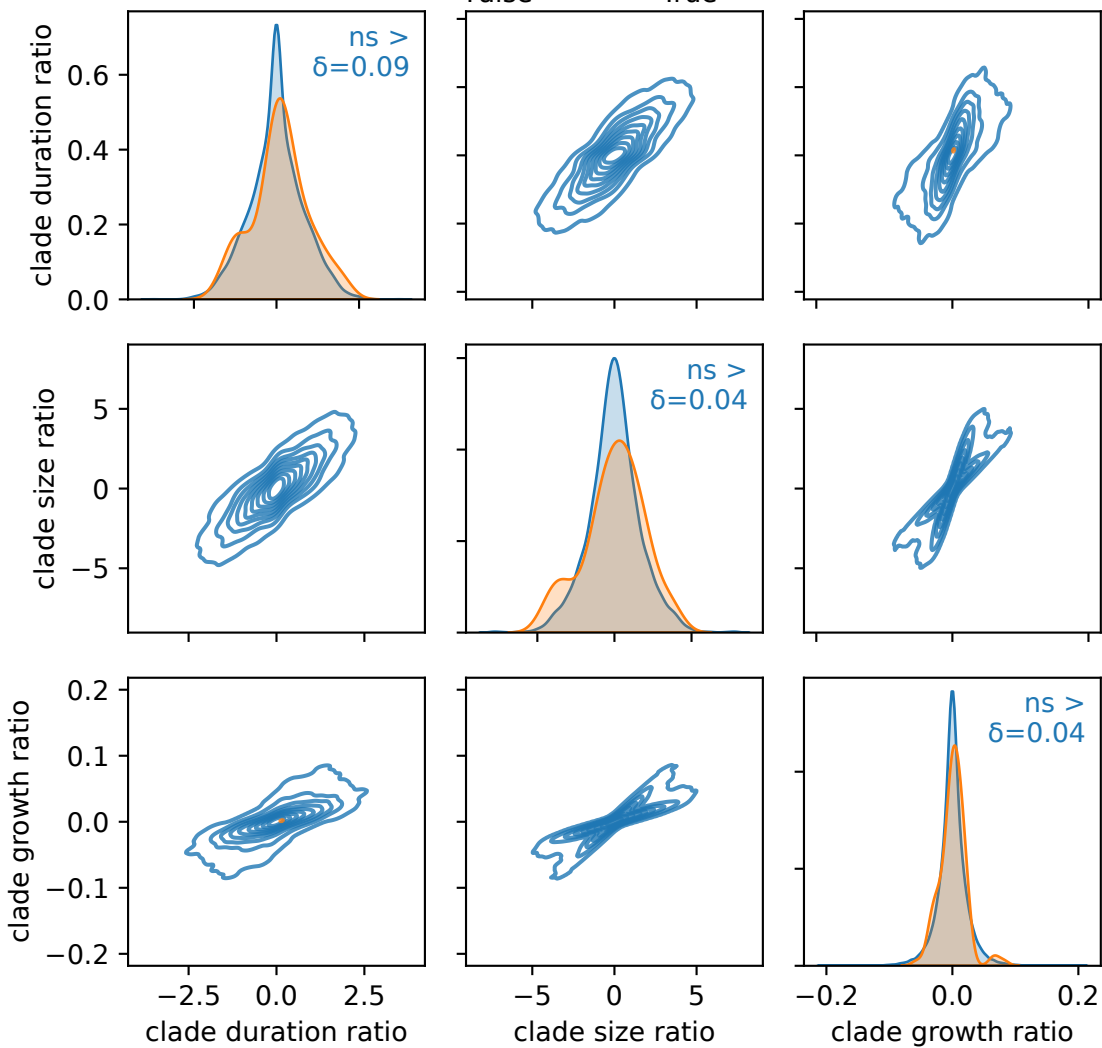 clade duration ratio
0.6
0.4
0.2
0.0
ns >
δ=0.09
clade size ratio
5
0
−5
ns >
δ=0.04
clade growth ratio
0.2
0.1
0.0
−0.1
−0.2
ns >
δ=0.04
−2.5 0.0 2.5
−5 0 5
−0.2 0.0 0.2
clade duration ratio
clade size ratio
clade growth ratio